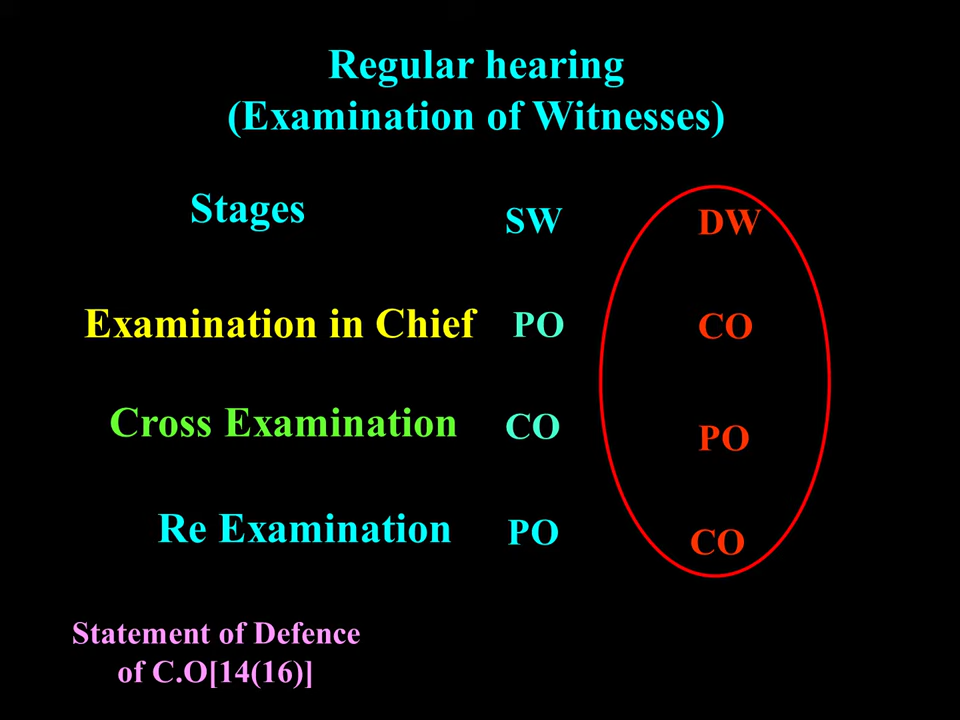 Regular hearing
(Examination of Witnesses)
Stages SW DW
Examination in Chief PO CO
Cross Examination CO PO
Re Examination PO CO
Statement of Defence
of C.O[14(16)]